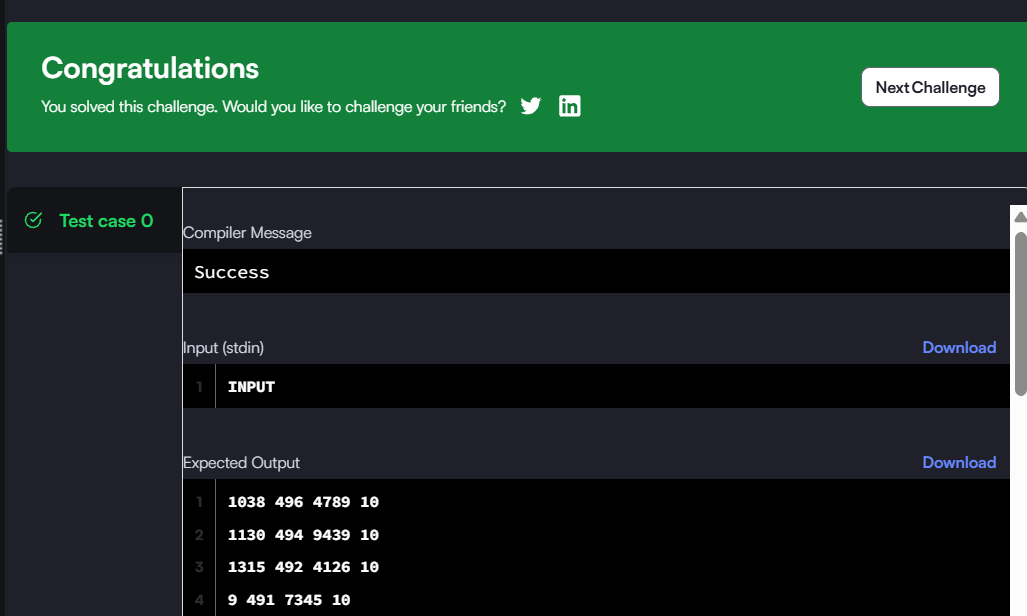 Congratulations
You solved this challenge. Would you like to challenge your friends?
Next Challenge
Test case 0
Compiler Message
Success
Input (stdin)
Download
1 INPUT
Expected Output
Download
1 1038 496 4789 10
2 1130 494 9439 10
3 1315 492 4126 10
4 9 491 7345 10